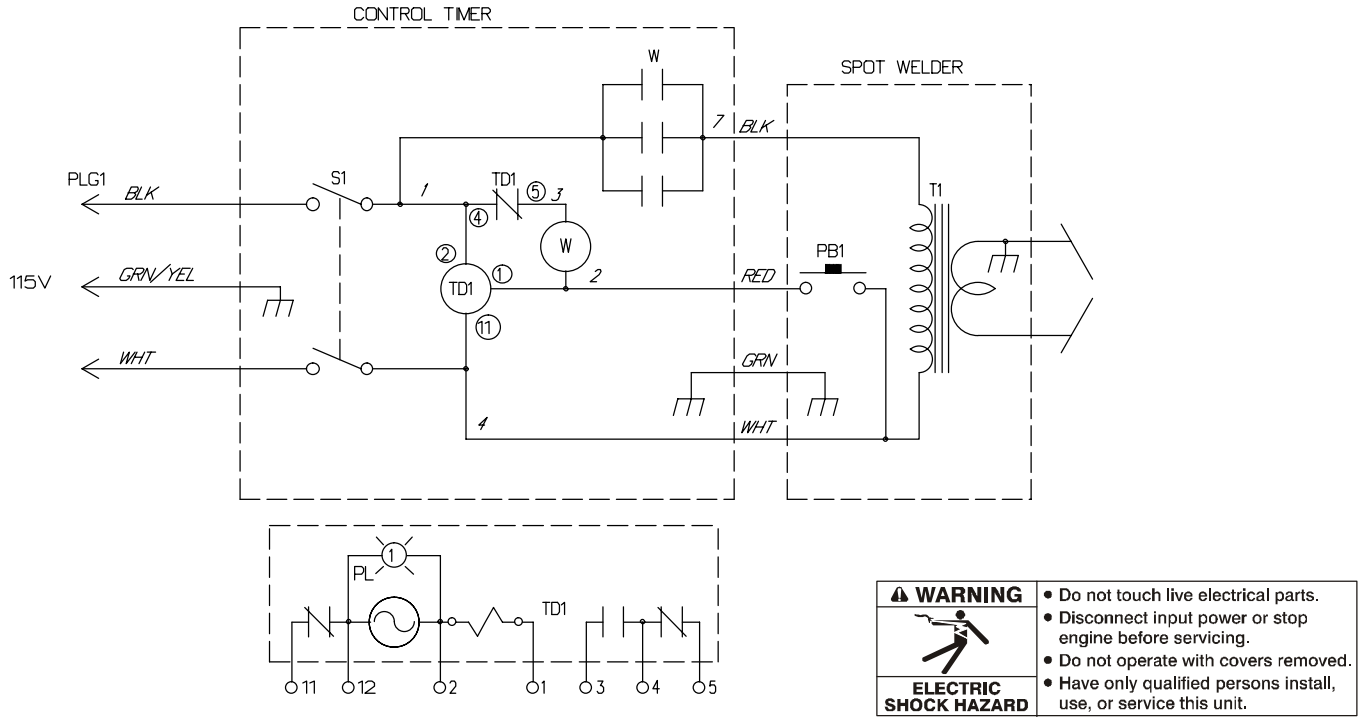 CONTROL TIMER
W
SPOT WELDER
7 BLK
PLG1
BLK
S1
1
TD1
5
3
T1
4
W
2
PB1
115V
GRN/YEL
TD1
1
2
RED
11
WHT
GRN
4
WHT
1
PL
TD1
11
12
2
1
3
4
5
WARNING
ELECTRIC
SHOCK HAZARD
• Do not touch live electrical parts.
• Disconnect input power or stop
engine before servicing.
• Do not operate with covers removed.
• Have only qualified persons install,
use, or service this unit.